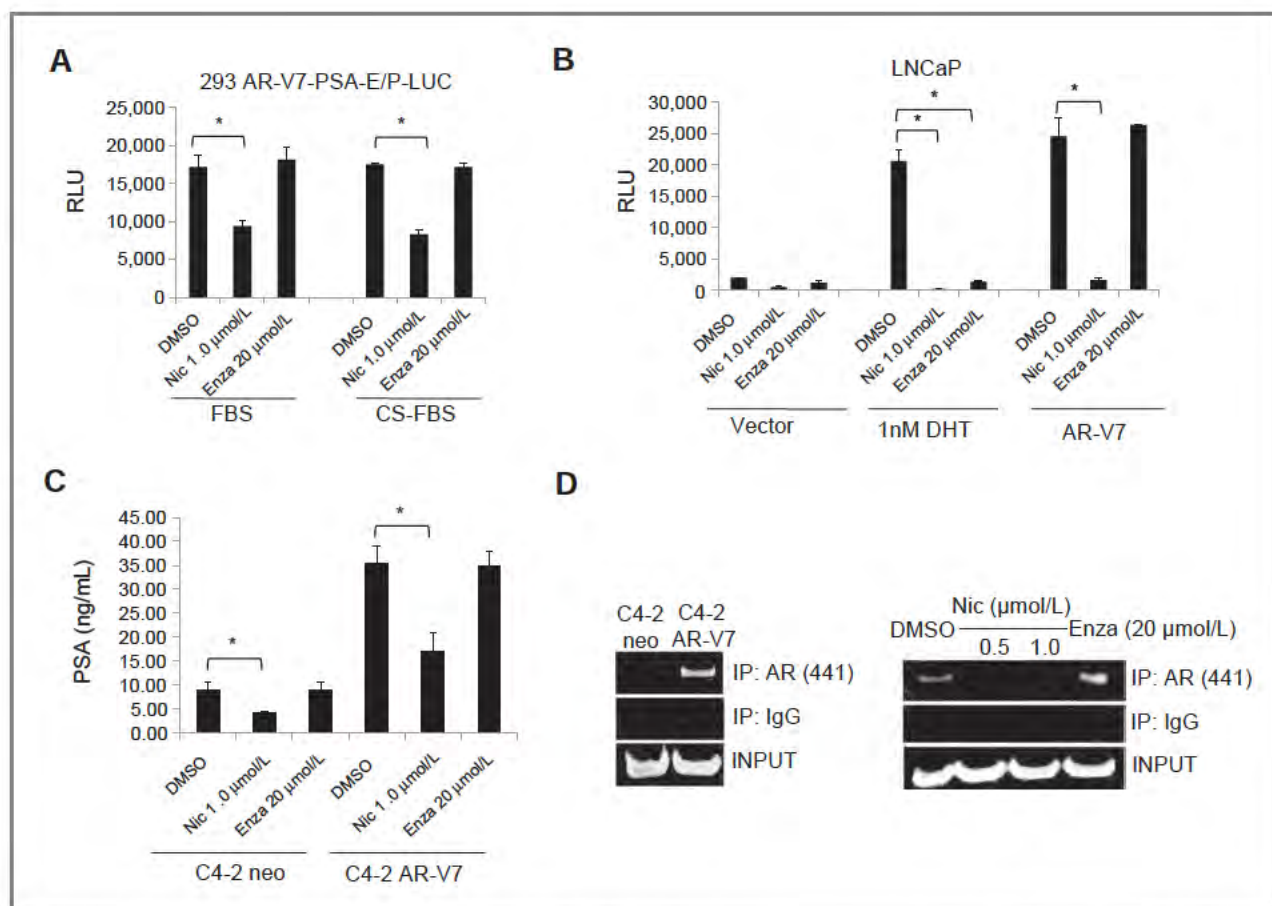 A
293 AR-V7-PSA-E/P-LUC
25,000
20,000
15,000
10,000
5,000
0
RLU
*
*
DMSO
Nic 1 .0 µmol/L
Enza 20 µmol/L
DMSO
Nic 1 .0 µmol/L
Enza 20 µmol/L
FBS
CS-FBS
B
LNCaP
30,000
25,000
20,000
15,000
10,000
5,000
0
RLU
*
*
*
DMSO
Nic 1.0 µmol/L
Enza 20 µmol/L
DMSO
Nic 1.0 µmol/L
Enza 20 µmol/L
DMSO
Nic 1.0 µmol/L
Enza 20 µmol/L
Vector
1nM DHT
AR-V7
C
45.00
40.00
35.00
30.00
25.00
20.00
15.00
10.00
5.00
0.00
PSA (ng/mL)
*
*
DMSO
Nic 1 .0 µmol/L
Enza 20 µmol/L
DMSO
Nic 1 .0 µmol/L
Enza 20 µmol/L
C4-2 neo
C4-2 AR-V7
D
C4-2 neo
C4-2 AR-V7
IP: AR (441)
IP: IgG
INPUT
Nic (µmol/L)
DMSO 0.5 1.0 Enza (20 µmol/L)
IP: AR (441)
IP: IgG
INPUT